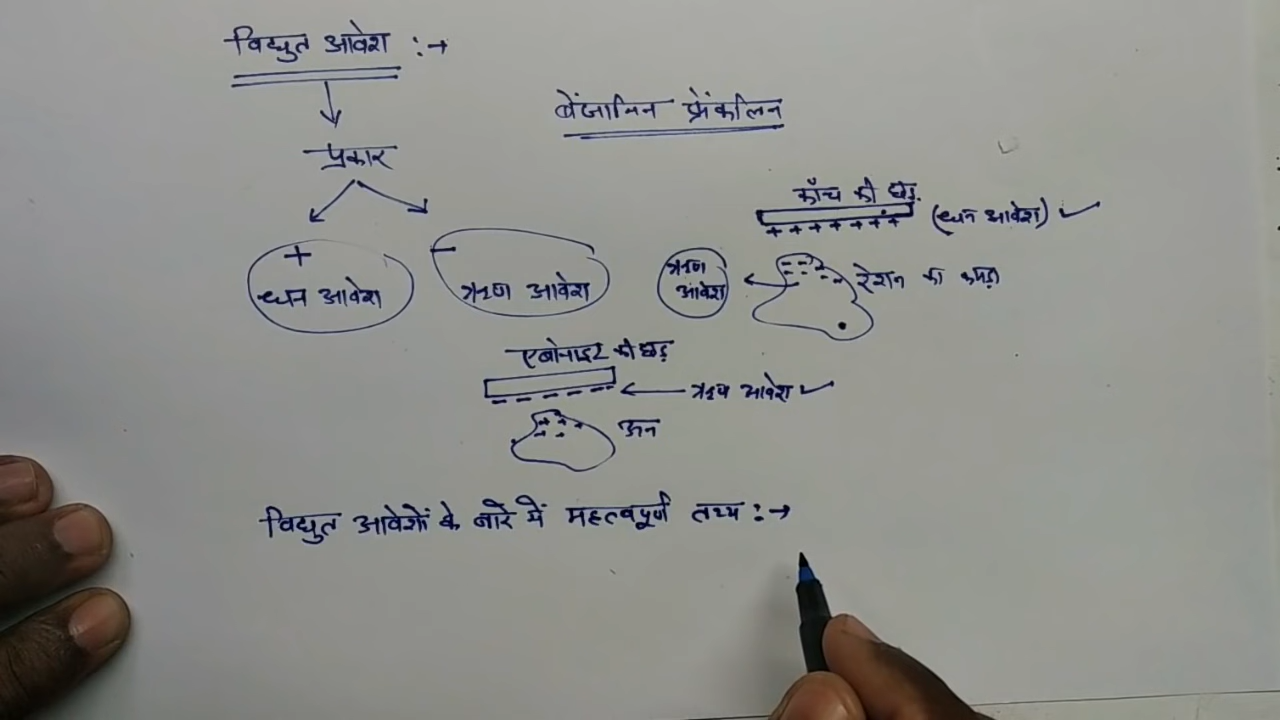 विद्युत आवेश :→
बेंजामिन फ्रेंकलिन
प्रकार
काँच की छड़
+ + + + + + +
(धन आवेश) ✓
+
धन आवेश
−
ऋण आवेश
ऋण
आवेश
रेशम का कपड़ा
एबोनाइट की छड़
ऋण आवेश ✓
ऊन
विद्युत आवेशों के बारे में महत्वपूर्ण तथ्य :→